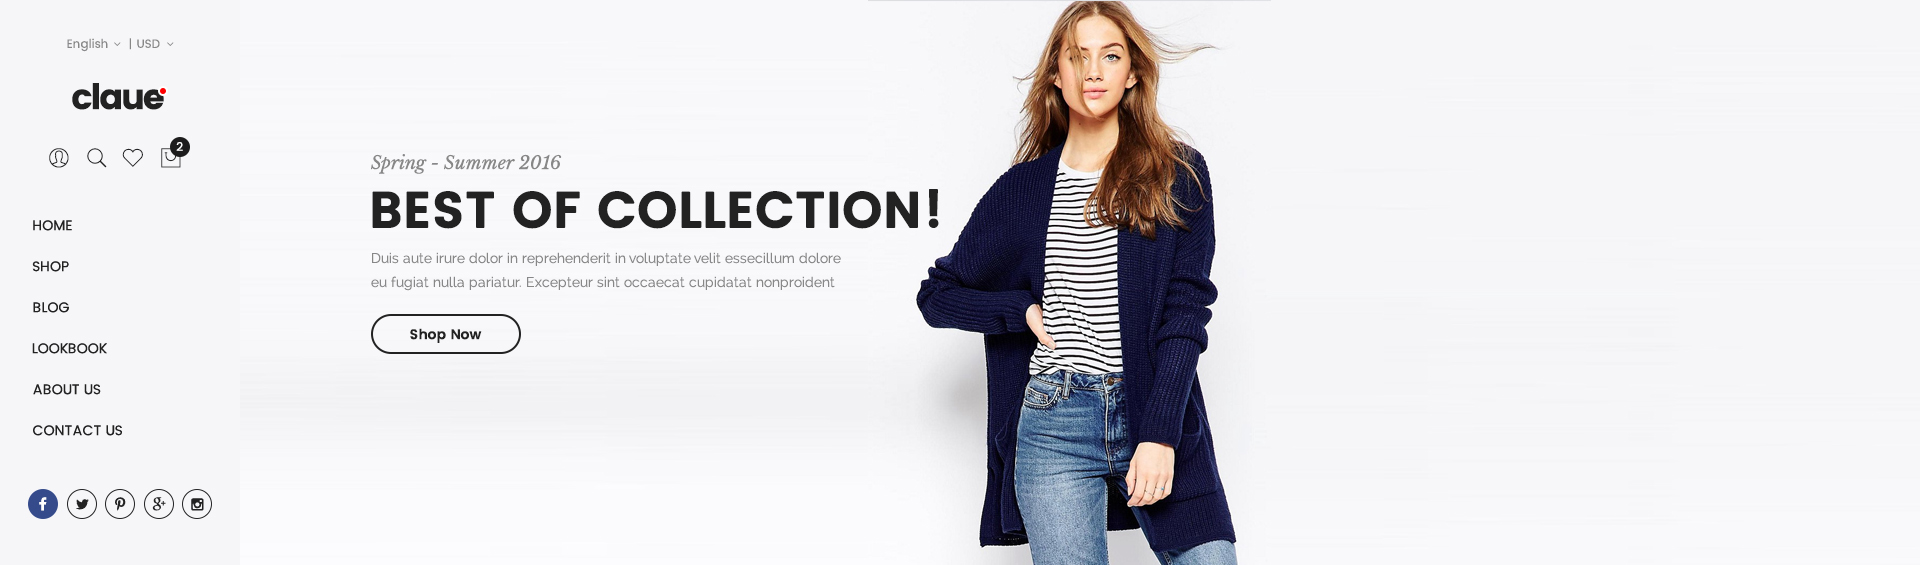 English | USD
claue
2
HOME
SHOP
BLOG
LOOKBOOK
ABOUT US
CONTACT US
Spring - Summer 2016
BEST OF COLLECTION!
Duis aute irure dolor in reprehenderit in voluptate velit essecillum dolore
eu fugiat nulla pariatur. Excepteur sint occaecat cupidatat nonproident
Shop Now